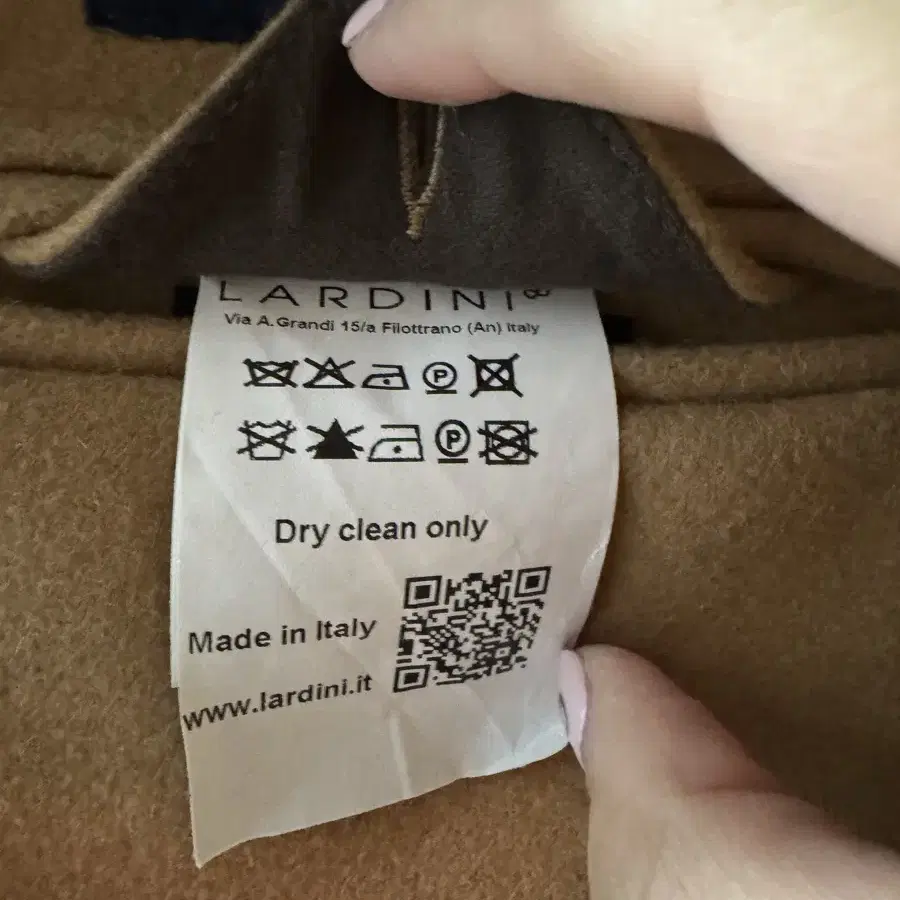 LARDINI
Via A.Grandi 15/a Filottrano (An) Italy
P
P
Dry clean only
Made in Italy
www.lardini.it